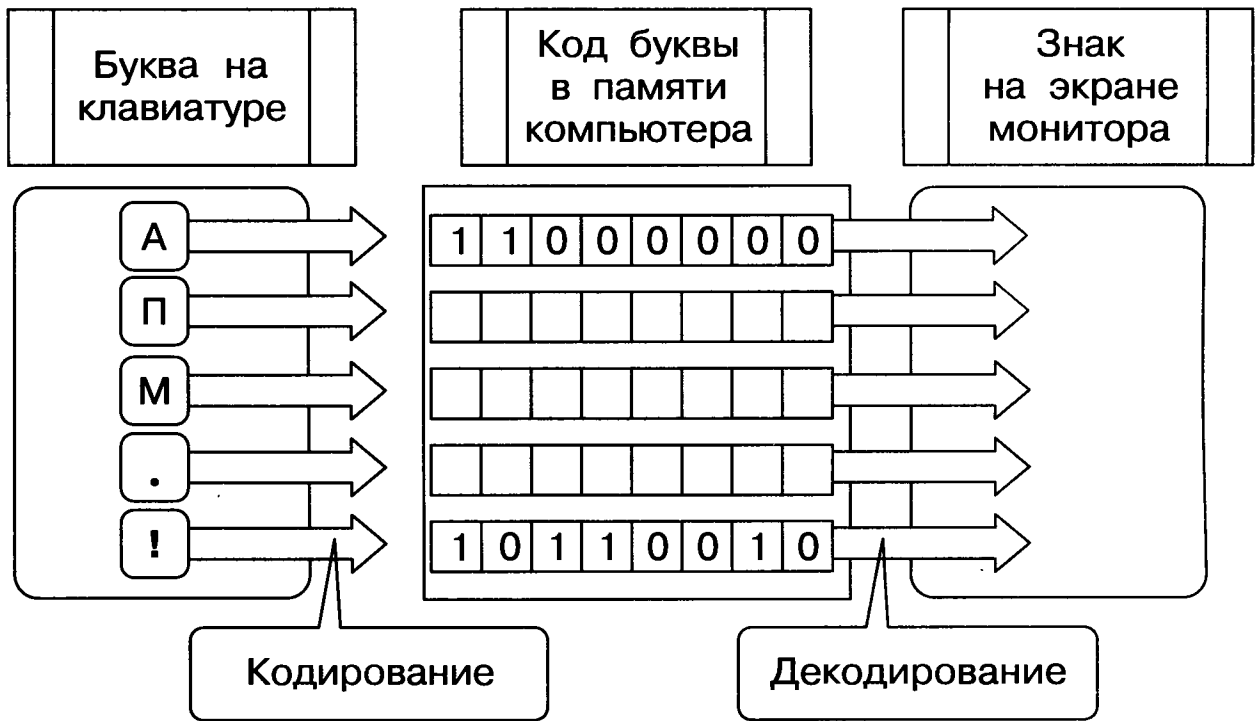 Буква на
клавиатуре
Код буквы
в памяти
компьютера
Знак
на экране
монитора
А
1 1 0 0 0 0 0 0
П
М
.
!
1 0 1 1 0 0 1 0
Кодирование
Декодирование